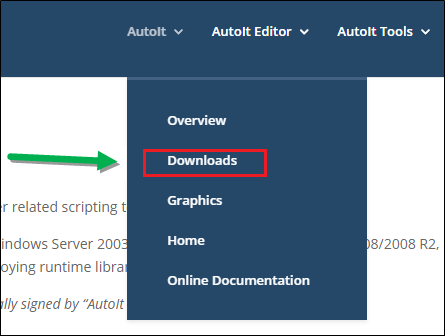 AutoIt AutoIt Editor AutoIt Tools
Overview
Downloads
Graphics
Home
Online Documentation
er related scripting t
indows Server 2003 08/2008 R2,
oying runtime librar
ally signed by “AutoIt